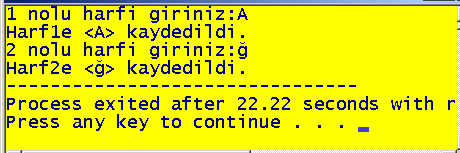 1 nolu harfi giriniz:A
Harf1e <A> kaydedildi.
2 nolu harfi giriniz:ğ
Harf2e <ğ> kaydedildi.
--------------------------------
Process exited after 22.22 seconds with r
Press any key to continue . . .